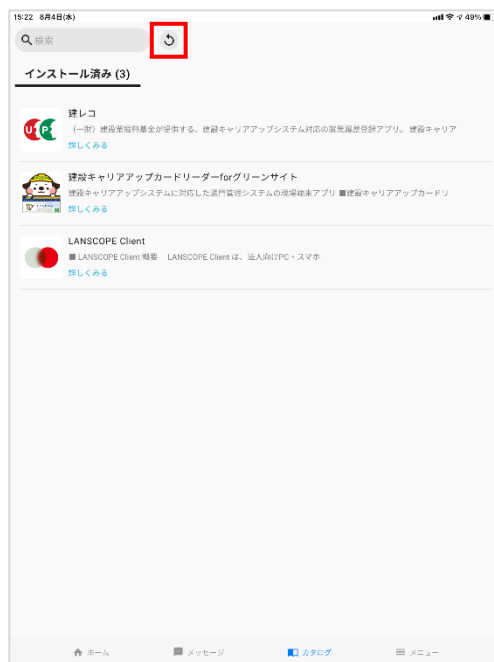 15:22 8月4日(水)
49%
検索
インストール済み (3)
建レコ
（一財）建設業振興基金が提供する、建設キャリアアップシステム対応の就業履歴登録アプリ。 建設キャリア
詳しくみる
建設キャリアアップカードリーダーforグリーンサイト
建設キャリアアップシステムに対応した通門管理システムの現場端末アプリ ■建設キャリアアップカードリ
詳しくみる
LANSCOPE Client
■ LANSCOPE Client 概要 LANSCOPE Client は、法人向けPC・スマホ
詳しくみる
ホーム メッセージ カタログ メニュー